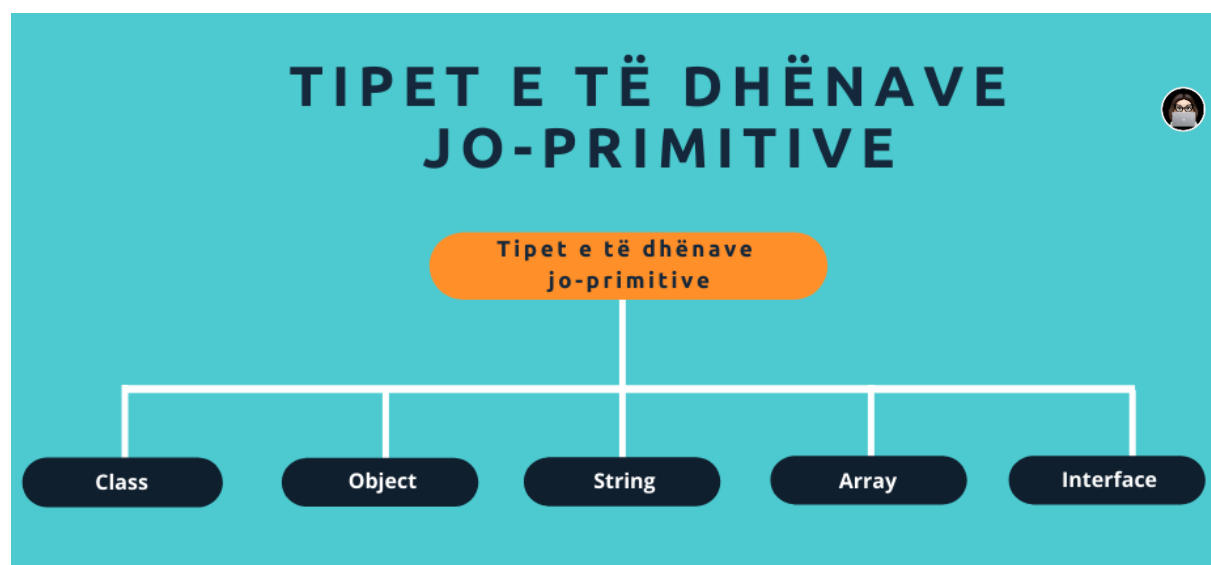 TIPET E TË DHËNAVE
JO-PRIMITIVE
Tipet e të dhënave
jo-primitive
Class
Object
String
Array
Interface